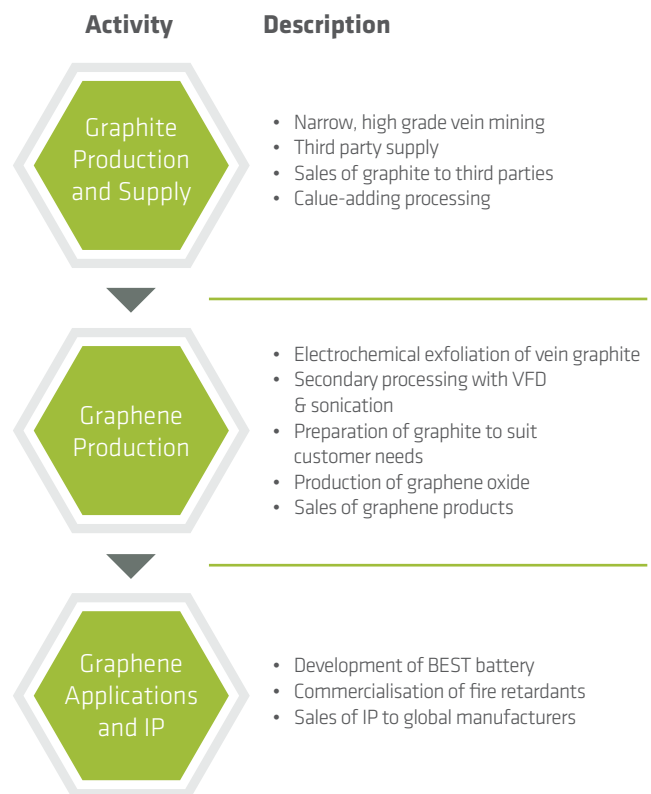 Activity Description
Graphite
Production
and Supply
• Narrow, high grade vein mining
• Third party supply
• Sales of graphite to third parties
• Calue-adding processing
Graphene
Production
• Electrochemical exfoliation of vein graphite
• Secondary processing with VFD
& sonication
• Preparation of graphite to suit
customer needs
• Production of graphene oxide
• Sales of graphene products
Graphene
Applications
and IP
• Development of BEST battery
• Commercialisation of fire retardants
• Sales of IP to global manufacturers